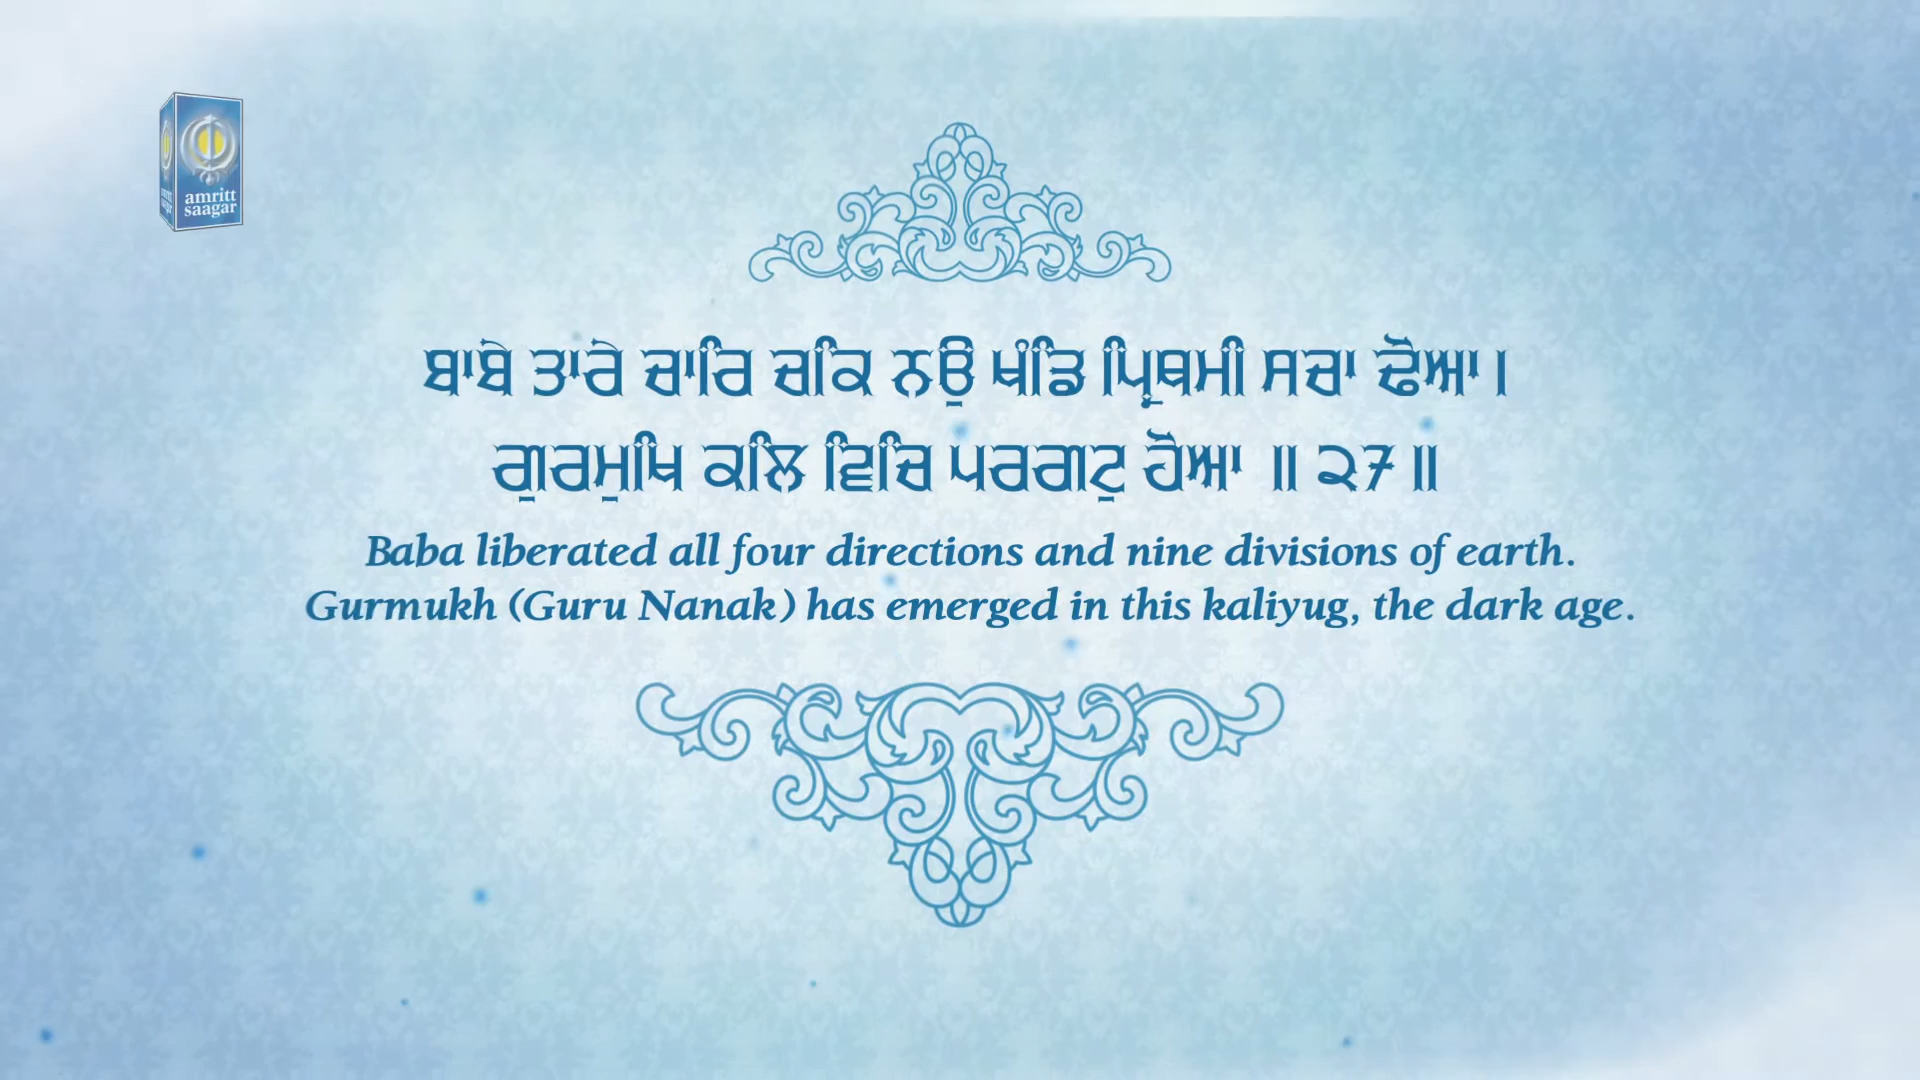 amritt
saagar
ਬਾਬੇ ਤਾਰੇ ਚਾਰਿ ਚਕਿ ਨਉ ਖੰਡਿ ਪ੍ਰਿਥਮੀ ਸਚਾ ਢੋਆ।
ਗੁਰਮੁਖਿ ਕਲਿ ਵਿਚਿ ਪਰਗਟੁ ਹੋਆ ॥ ੨੭॥
Baba liberated all four directions and nine divisions of earth.
Gurmukh (Guru Nanak) has emerged in this kaliyug, the dark age.